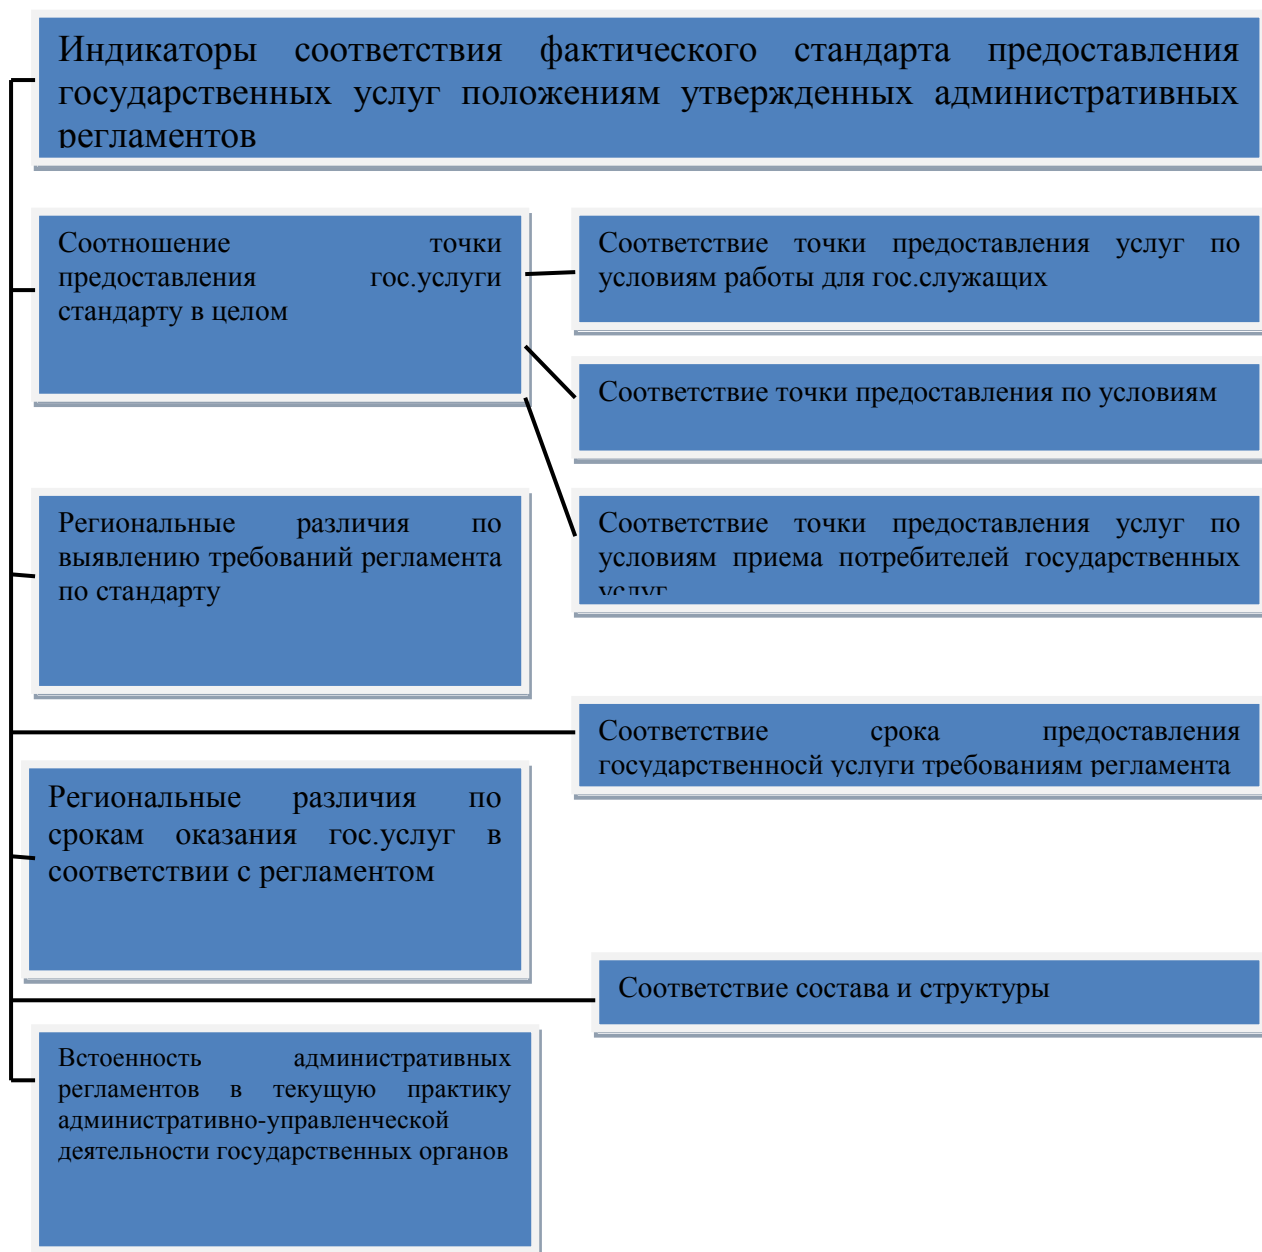 Индикаторы соответствия фактического стандарта предоставления
государственных услуг положениям утвержденных административных
регламентов
Соотношение точки
предоставления гос.услуги
стандарту в целом
Соответствие точки предоставления услуг по
условиям работы для гос.служащих
Соответствие точки предоставления по условиям
Региональные различия по
выявлению требований регламента
по стандарту
Соответствие точки предоставления услуг по
условиям приема потребителей государственных
услуг
Соответствие срока предоставления
государственносй услуги требованиям регламента
Региональные различия по
срокам оказания гос.услуг в
соответствии с регламентом
Соответствие состава и структуры
Встоенность административных
регламентов в текущую практику
административно-управленческой
деятельности государственных органов